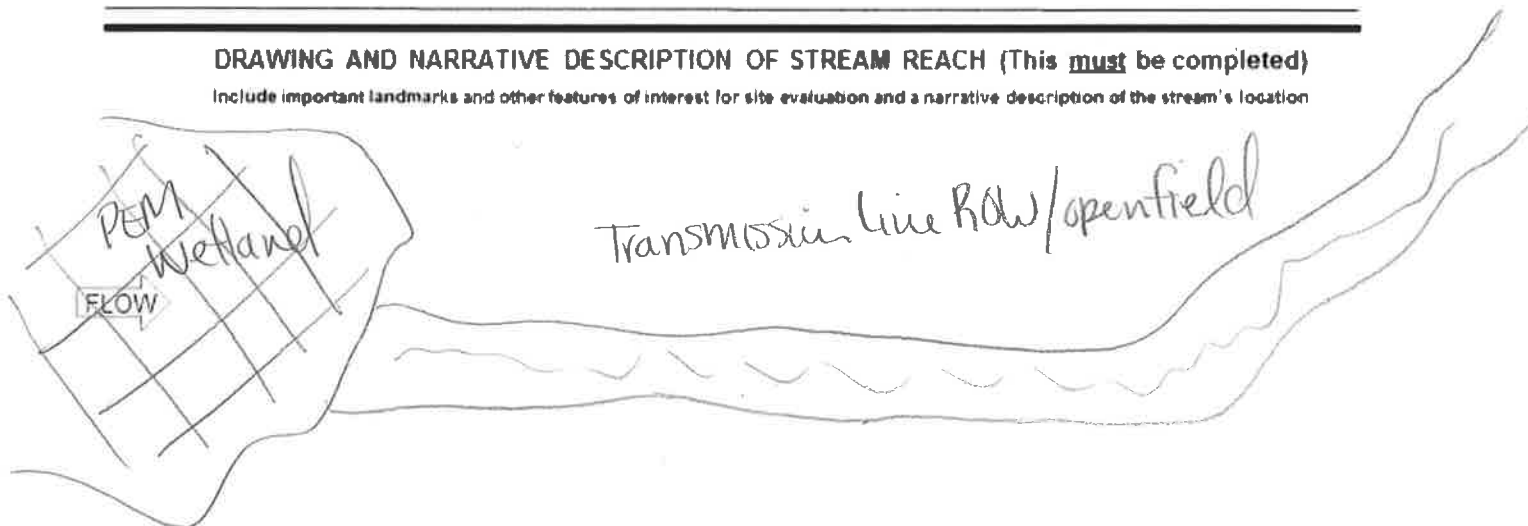 DRAWING AND NARRATIVE DESCRIPTION OF STREAM REACH (This must be completed)
Include important landmarks and other features of interest for site evaluation and a narrative description of the stream's location
PEM
Wetland
FLOW
Transmission line ROW/openfield